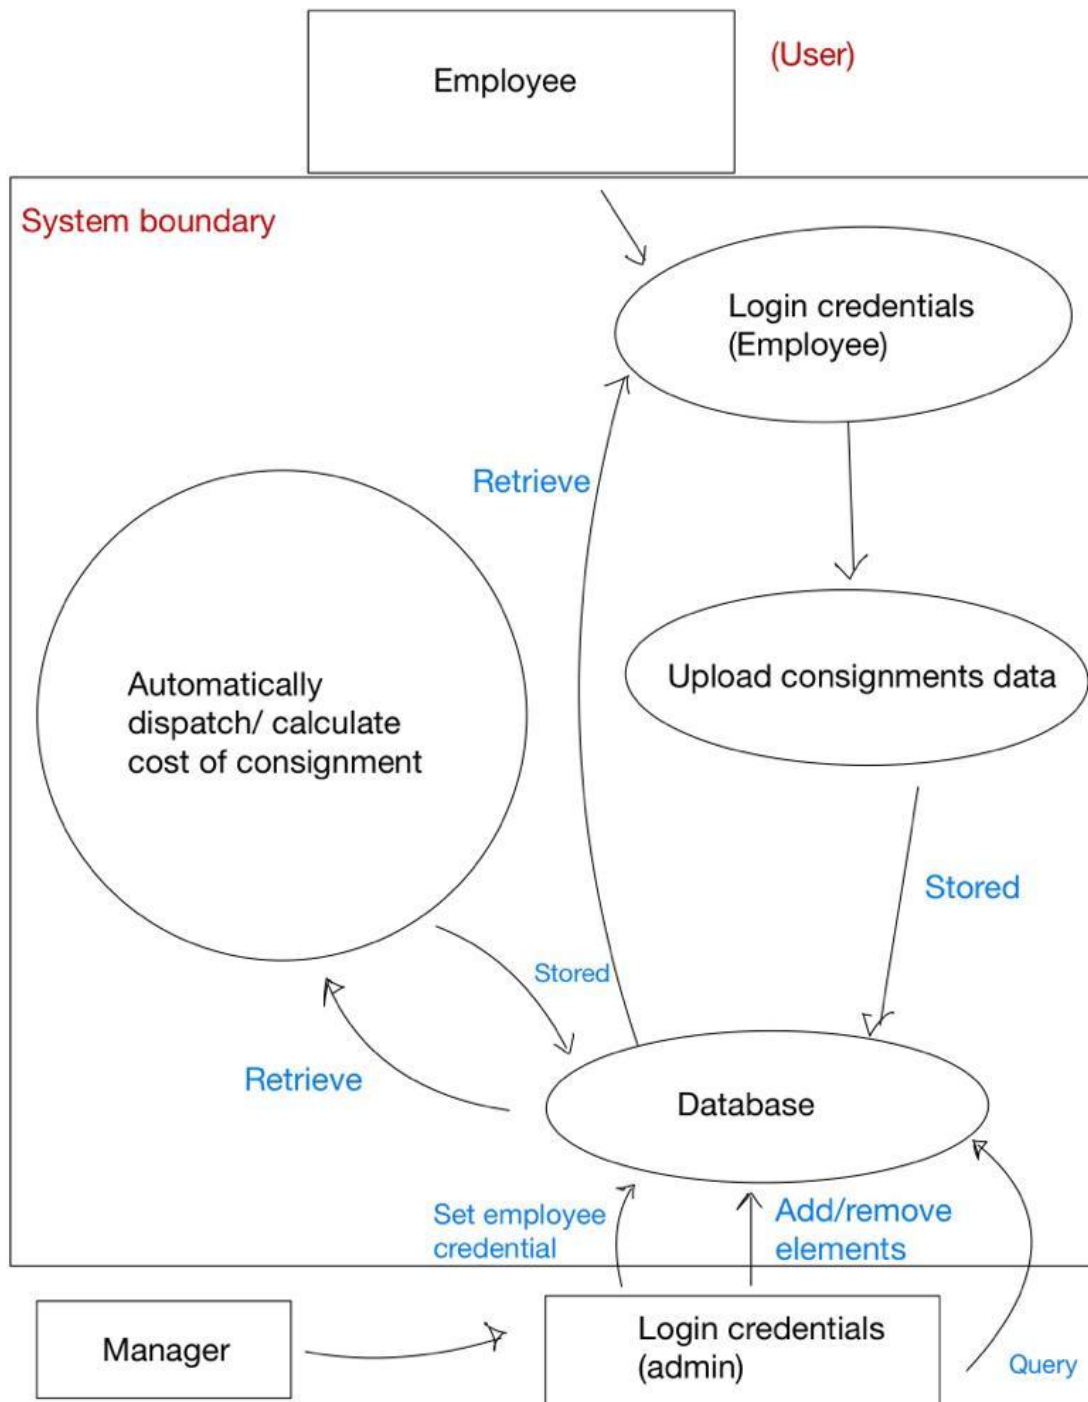 Employee
(User)
System boundary
Login credentials
(Employee)
Retrieve
Automatically
dispatch/ calculate
cost of consignment
Upload consignments data
Stored
Stored
Retrieve
Database
Set employee
credential
Add/remove
elements
Manager
Login credentials
(admin)
Query